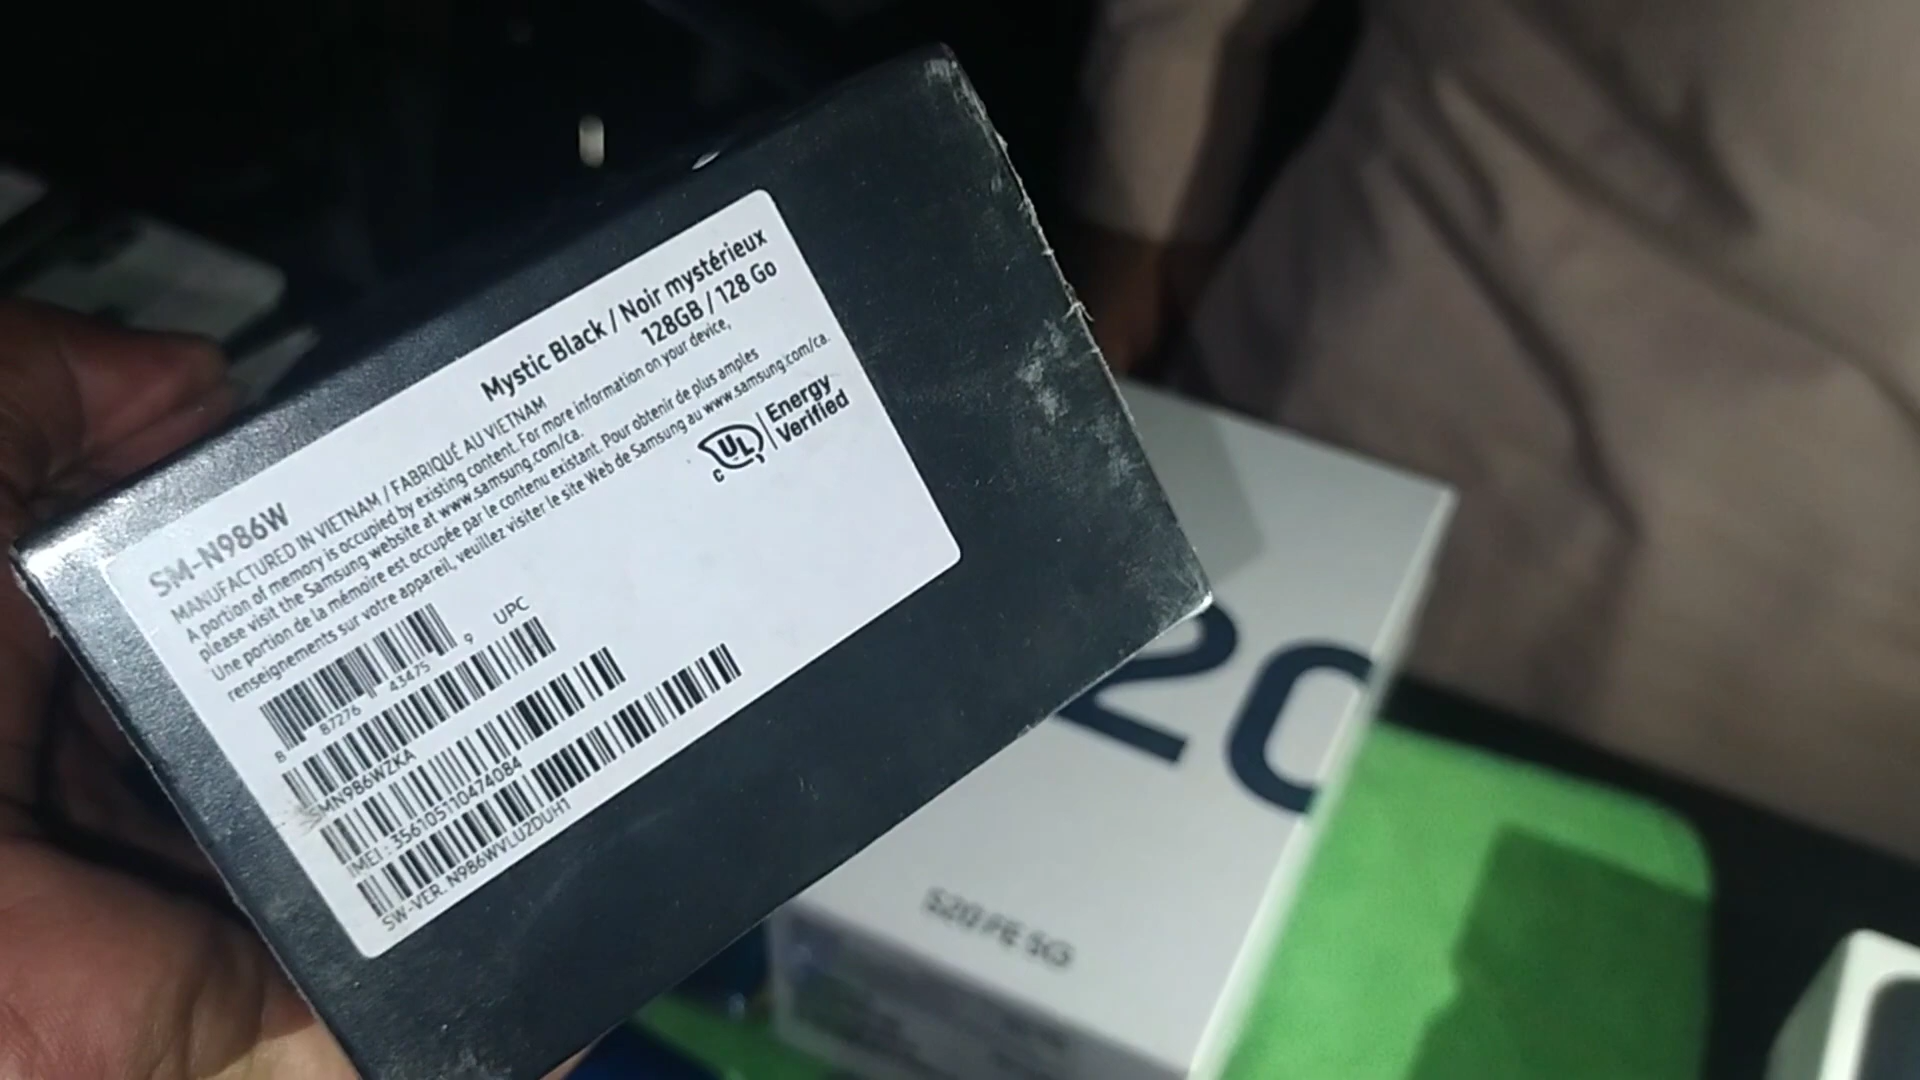 Mystic Black / Noir mystérieux
128GB / 128 Go
SM-N986W
MANUFACTURED IN VIETNAM / FABRIQUÉ AU VIETNAM
A portion of memory is occupied by existing content. For more information on your device,
please visit the Samsung website at www.samsung.com/ca.
Une portion de la mémoire est occupée par le contenu existant. Pour obtenir de plus amples
renseignements sur votre appareil, veuillez visiter le site Web de Samsung au www.samsung.com/ca.
C UL Energy
Verified
8 87276 43475 9 UPC
SMN986WZKA
IMEI : 356105110474084
SW-VER. N986WVLU2DUH1
20
S20 FE 5G